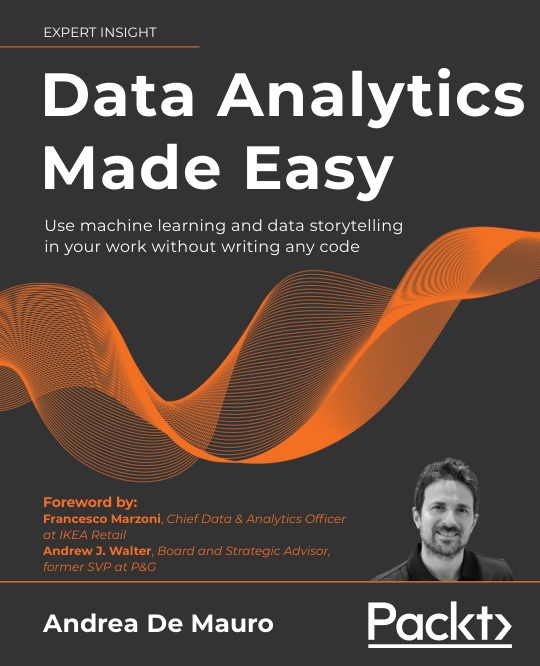 EXPERT INSIGHT
Data Analytics
Made Easy
Use machine learning and data storytelling
in your work without writing any code
Foreword by:
Francesco Marzoni, Chief Data & Analytics Officer
at IKEA Retail
Andrew J. Walter, Board and Strategic Advisor,
former SVP at P&G
Andrea De Mauro
Packt